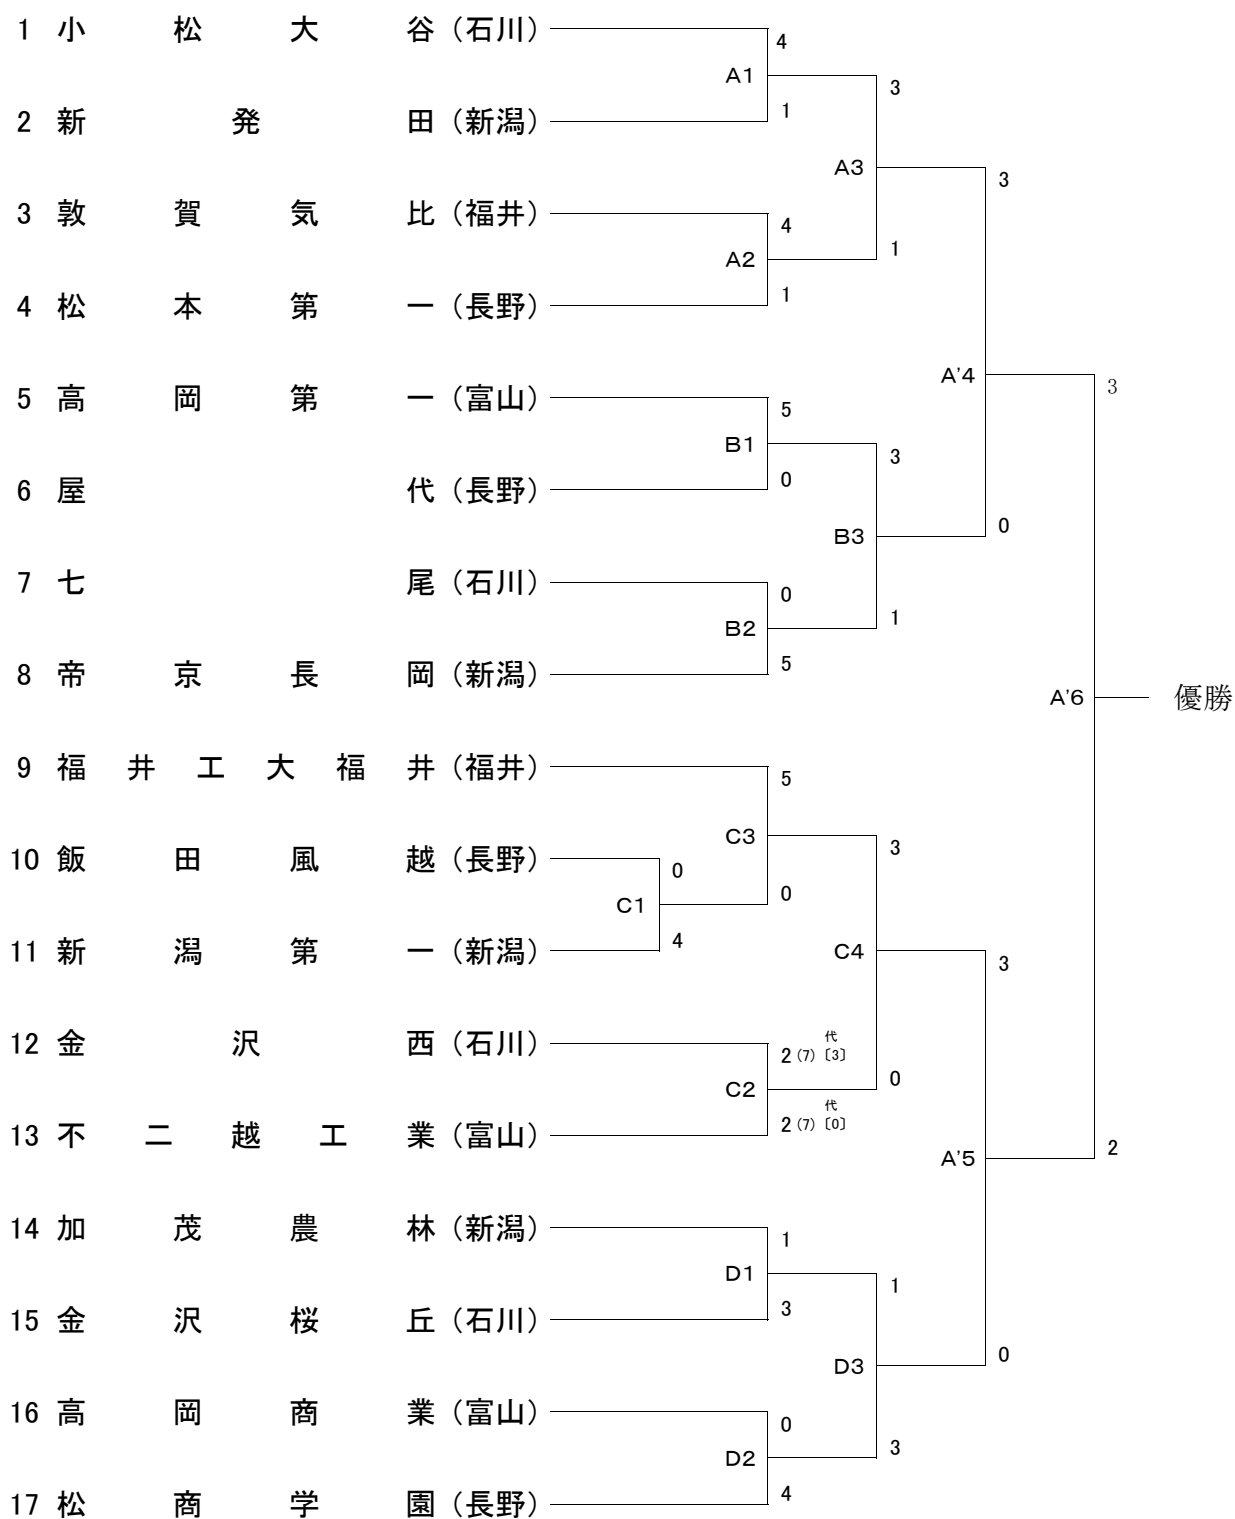 1 小松大谷（石川）
4
A1
3
1
2 新発田（新潟）
A3
3
3 敦賀気比（福井）
4
A2
1
1
4 松本第一（長野）
A'4
3
5 高岡第一（富山）
5
B1
3
0
6 屋代（長野）
B3
0
7 七尾（石川）
0
B2
1
5
8 帝京長岡（新潟）
A'6
優勝
9 福井工大福井（福井）
5
C3
3
10 飯田風越（長野）
0
C1
0
4
11 新潟第一（新潟）
C4
3
12 金沢西（石川）
代
2 (7) 〔3〕
C2
0
代
2 (7) 〔0〕
13 不二越工業（富山）
A'5
2
14 加茂農林（新潟）
1
D1
1
3
15 金沢桜丘（石川）
D3
0
16 高岡商業（富山）
0
D2
3
4
17 松商学園（長野）